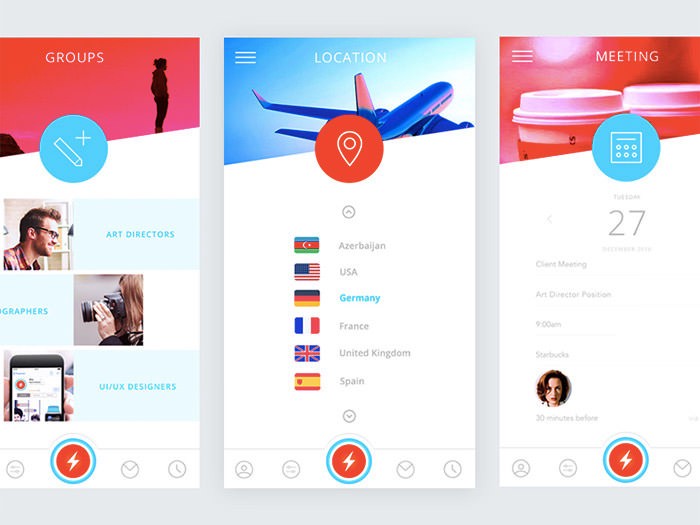 GROUPS
ART DIRECTORS
OGRAPHERS
UI/UX DESIGNERS
LOCATION
Azerbaijan
USA
Germany
France
United Kingdom
Spain
MEETING
TUESDAY
27
DECEMBER 2016
Client Meeting
Art Director Position
9:00am
Starbucks
30 minutes before
via